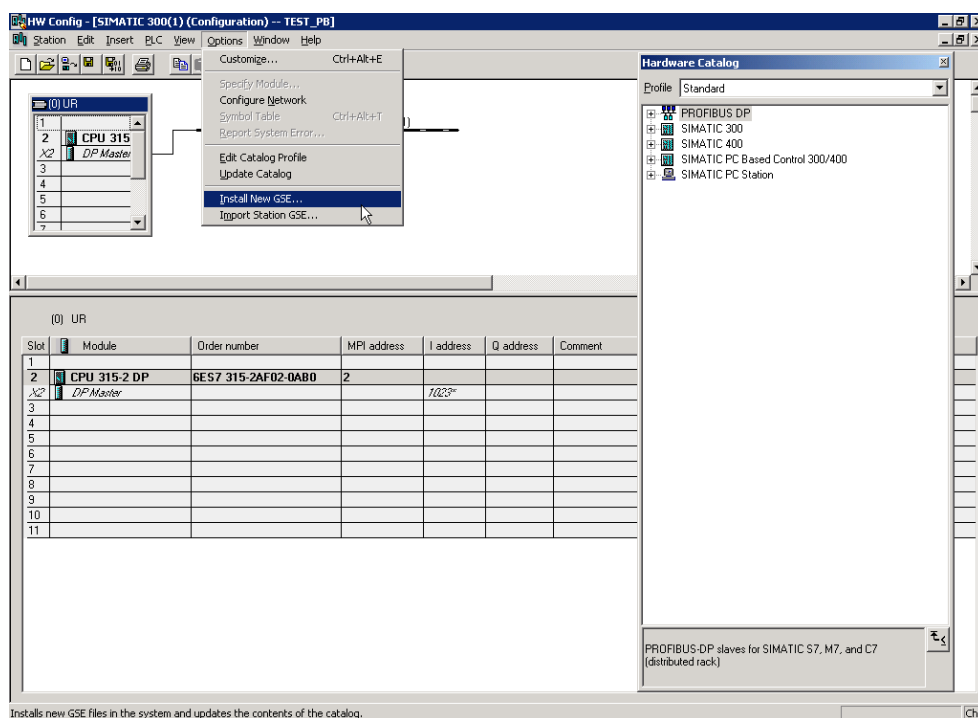 HW Config - [SIMATIC 300(1) (Configuration) -- TEST_PB]
Station Edit Insert PLC View Options Window Help
Customize... Ctrl+Alt+E
Specify Module...
Configure Network
Symbol Table Ctrl+Alt+T
Report System Error...
Edit Catalog Profile
Update Catalog
Install New GSE...
Import Station GSE...
(0) UR
1
2 CPU 315
X2 DP Master
3
4
5
6
7
Hardware Catalog
Profile Standard
PROFIBUS DP
SIMATIC 300
SIMATIC 400
SIMATIC PC Based Control 300/400
SIMATIC PC Station
PROFIBUS-DP slaves for SIMATIC S7, M7, and C7
(distributed rack)
(0) UR
Slot Module Order number MPI address I address Q address Comment
1
2 CPU 315-2 DP 6ES7 315-2AF02-0AB0 2
X2 DP Master 1023*
3
4
5
6
7
8
9
10
11
Installs new GSE files in the system and updates the contents of the catalog.
Ch